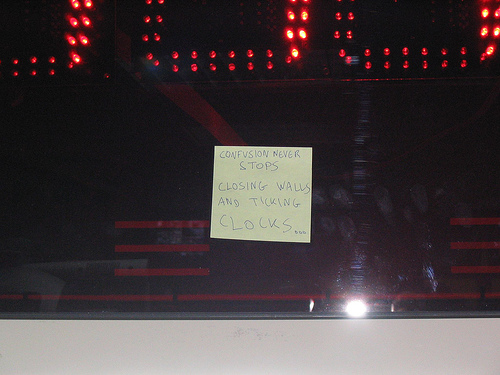 CONFUSION NEVER
STOPS
CLOSING WALLS
AND TICKING
CLOCKS...